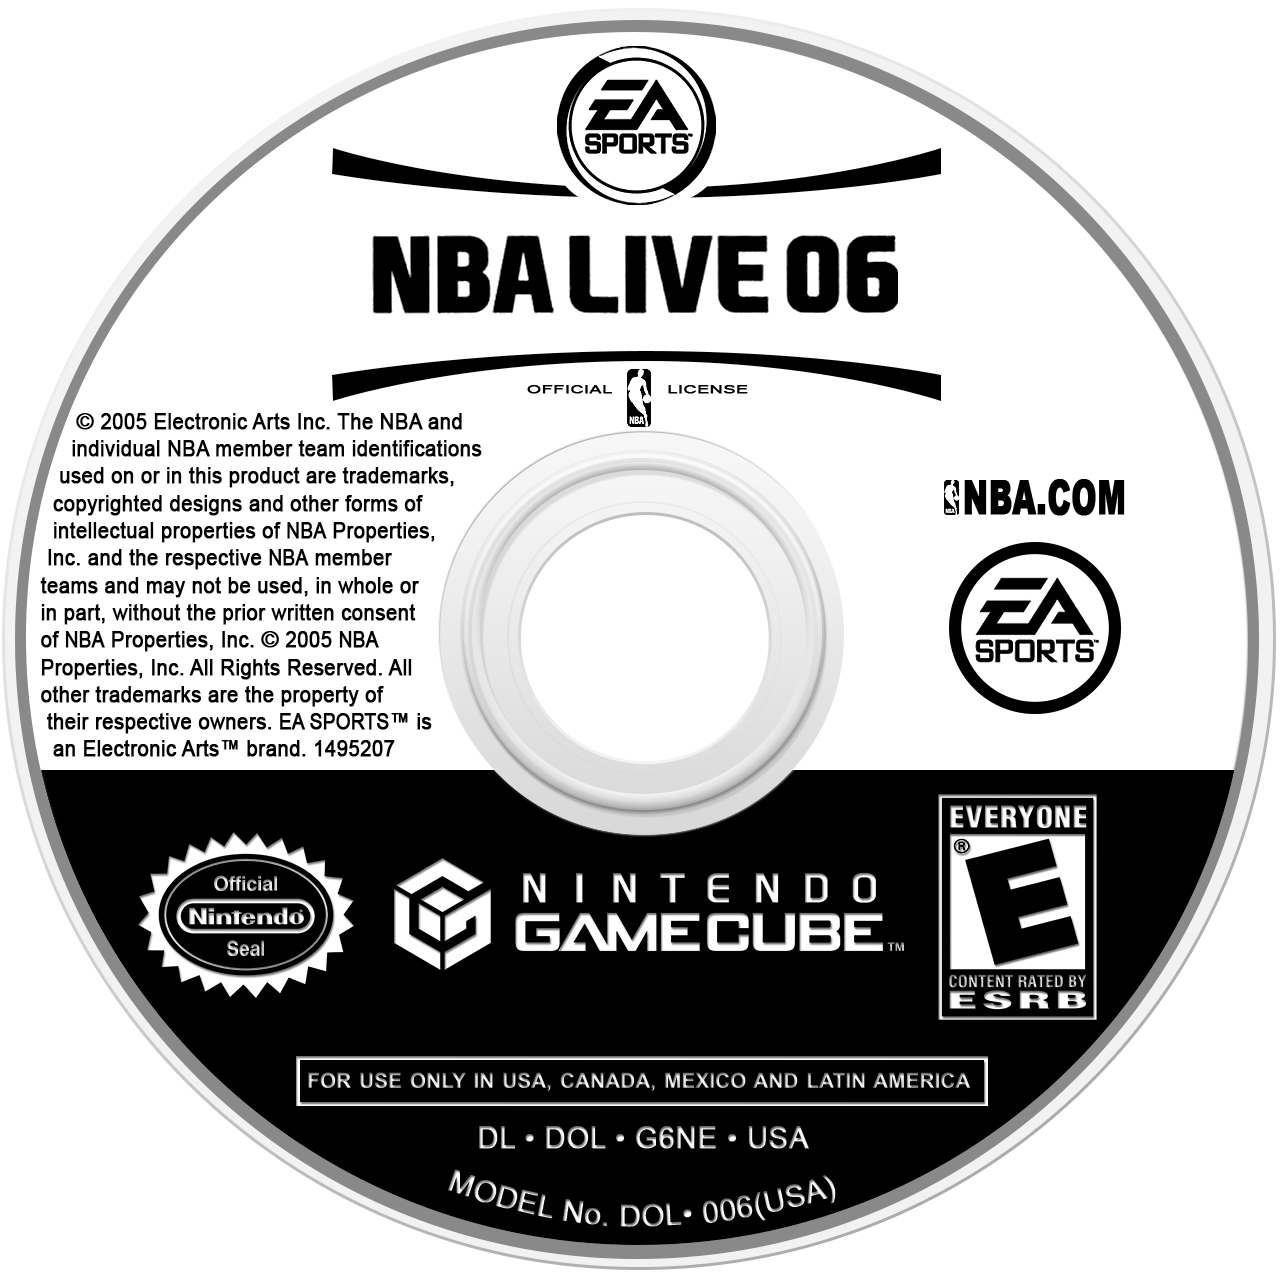 EA
SPORTS™
NBA LIVE 06
OFFICIAL NBA LICENSE
© 2005 Electronic Arts Inc. The NBA and
individual NBA member team identifications
used on or in this product are trademarks,
copyrighted designs and other forms of
intellectual properties of NBA Properties,
Inc. and the respective NBA member
teams and may not be used, in whole or
in part, without the prior written consent
of NBA Properties, Inc. © 2005 NBA
Properties, Inc. All Rights Reserved. All
other trademarks are the property of
their respective owners. EA SPORTS™ is
an Electronic Arts™ brand. 1495207
NBA NBA.COM
EA
SPORTS™
Official
Nintendo®
Seal
NINTENDO
GAMECUBE™
EVERYONE
®
E
CONTENT RATED BY
ESRB
FOR USE ONLY IN USA, CANADA, MEXICO AND LATIN AMERICA
DL • DOL • G6NE • USA
MODEL No. DOL• 006(USA)